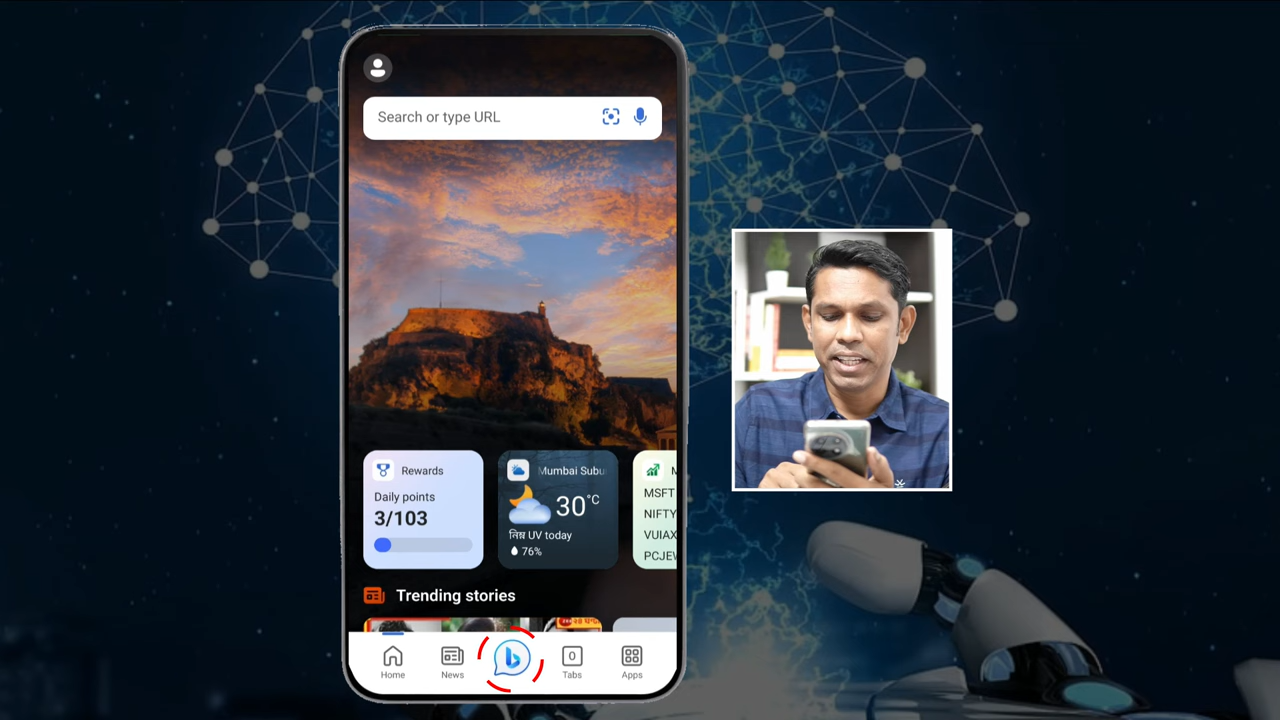 Search or type URL
Rewards
Daily points
3/103
Mumbai Subu
30°C
निम्न UV today
76%
M
MSFT
NIFTY
VUIAX
PCJEW
Trending stories
Home
News
0
Tabs
Apps